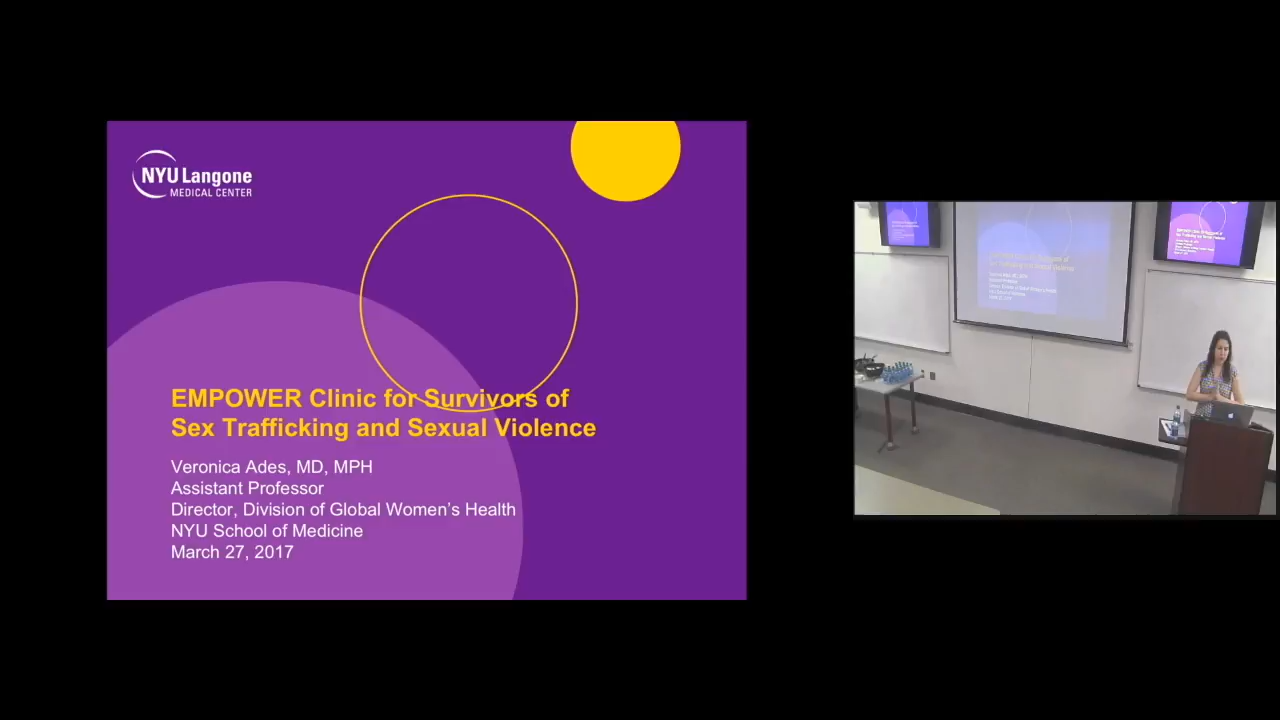 NYU Langone
MEDICAL CENTER
EMPOWER Clinic for Survivors of
Sex Trafficking and Sexual Violence
Veronica Ades, MD, MPH
Assistant Professor
Director, Division of Global Women's Health
NYU School of Medicine
March 27, 2017